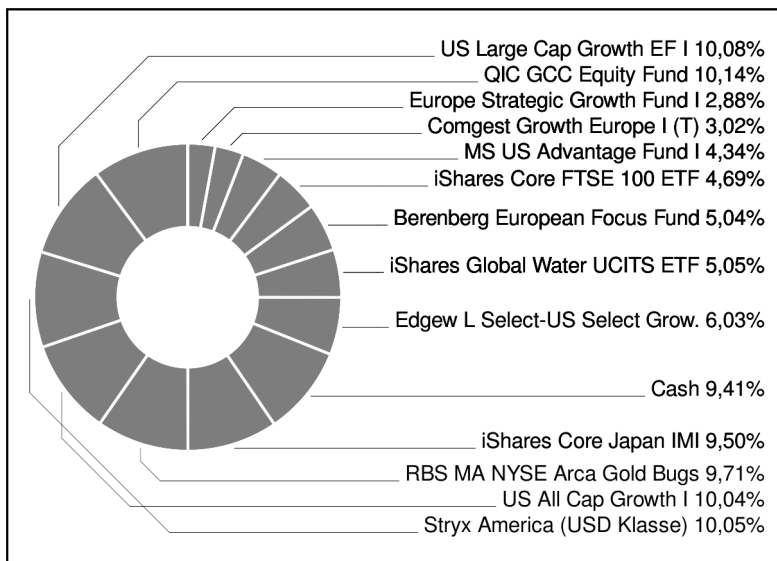 US Large Cap Growth EF I 10,08%
QIC GCC Equity Fund 10,14%
Europe Strategic Growth Fund I 2,88%
Comgest Growth Europe I (T) 3,02%
MS US Advantage Fund I 4,34%
iShares Core FTSE 100 ETF 4,69%
Berenberg European Focus Fund 5,04%
iShares Global Water UCITS ETF 5,05%
Edgew L Select-US Select Grow. 6,03%
Cash 9,41%
iShares Core Japan IMI 9,50%
RBS MA NYSE Arca Gold Bugs 9,71%
US All Cap Growth I 10,04%
Stryx America (USD Klasse) 10,05%